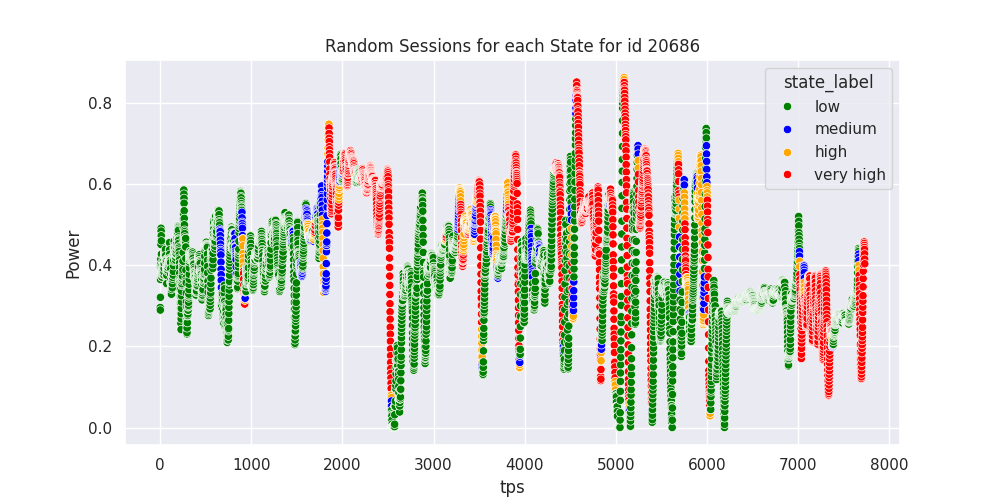 Random Sessions for each State for id 20686
state_label
low
medium
high
very high
0.8
0.6
0.4
0.2
0.0
Power
0 1000 2000 3000 4000 5000 6000 7000 8000
tps